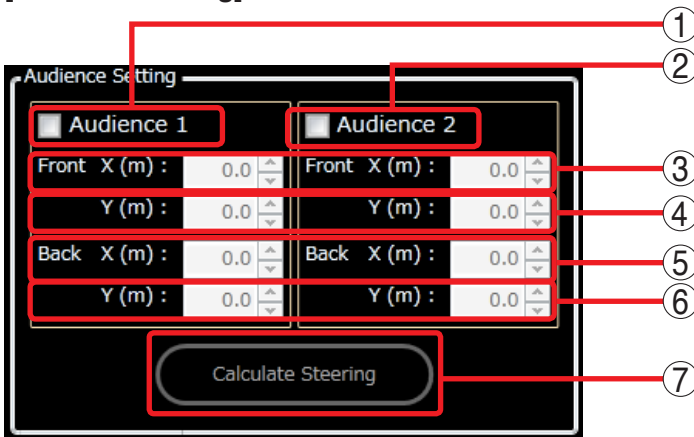 ①
②
Audience Setting
Audience 1 Audience 2
Front X (m) : 0.0 Front X (m) : 0.0 ③
Y (m) : 0.0 Y (m) : 0.0 ④
Back X (m) : 0.0 Back X (m) : 0.0 ⑤
Y (m) : 0.0 Y (m) : 0.0 ⑥
Calculate Steering ⑦